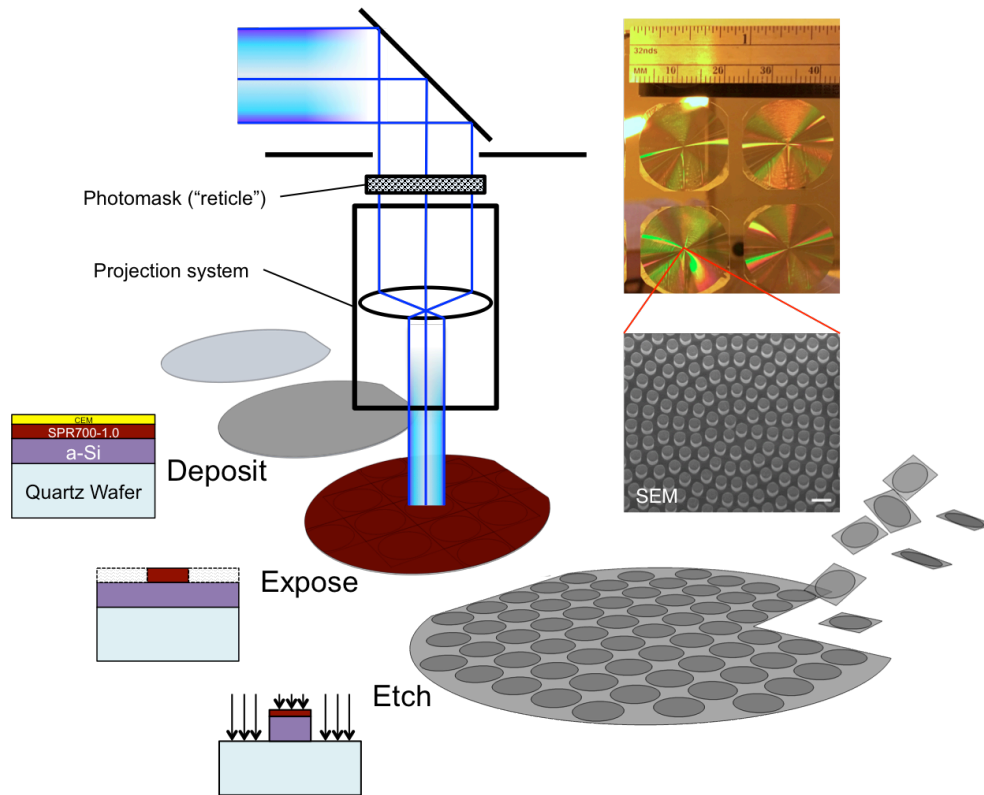 1
32nds
MM 10 20 30 40
Photomask (“reticle”)
Projection system
CEM
SPR700-1.0
a-Si
Quartz Wafer
Deposit
SEM
Expose
Etch